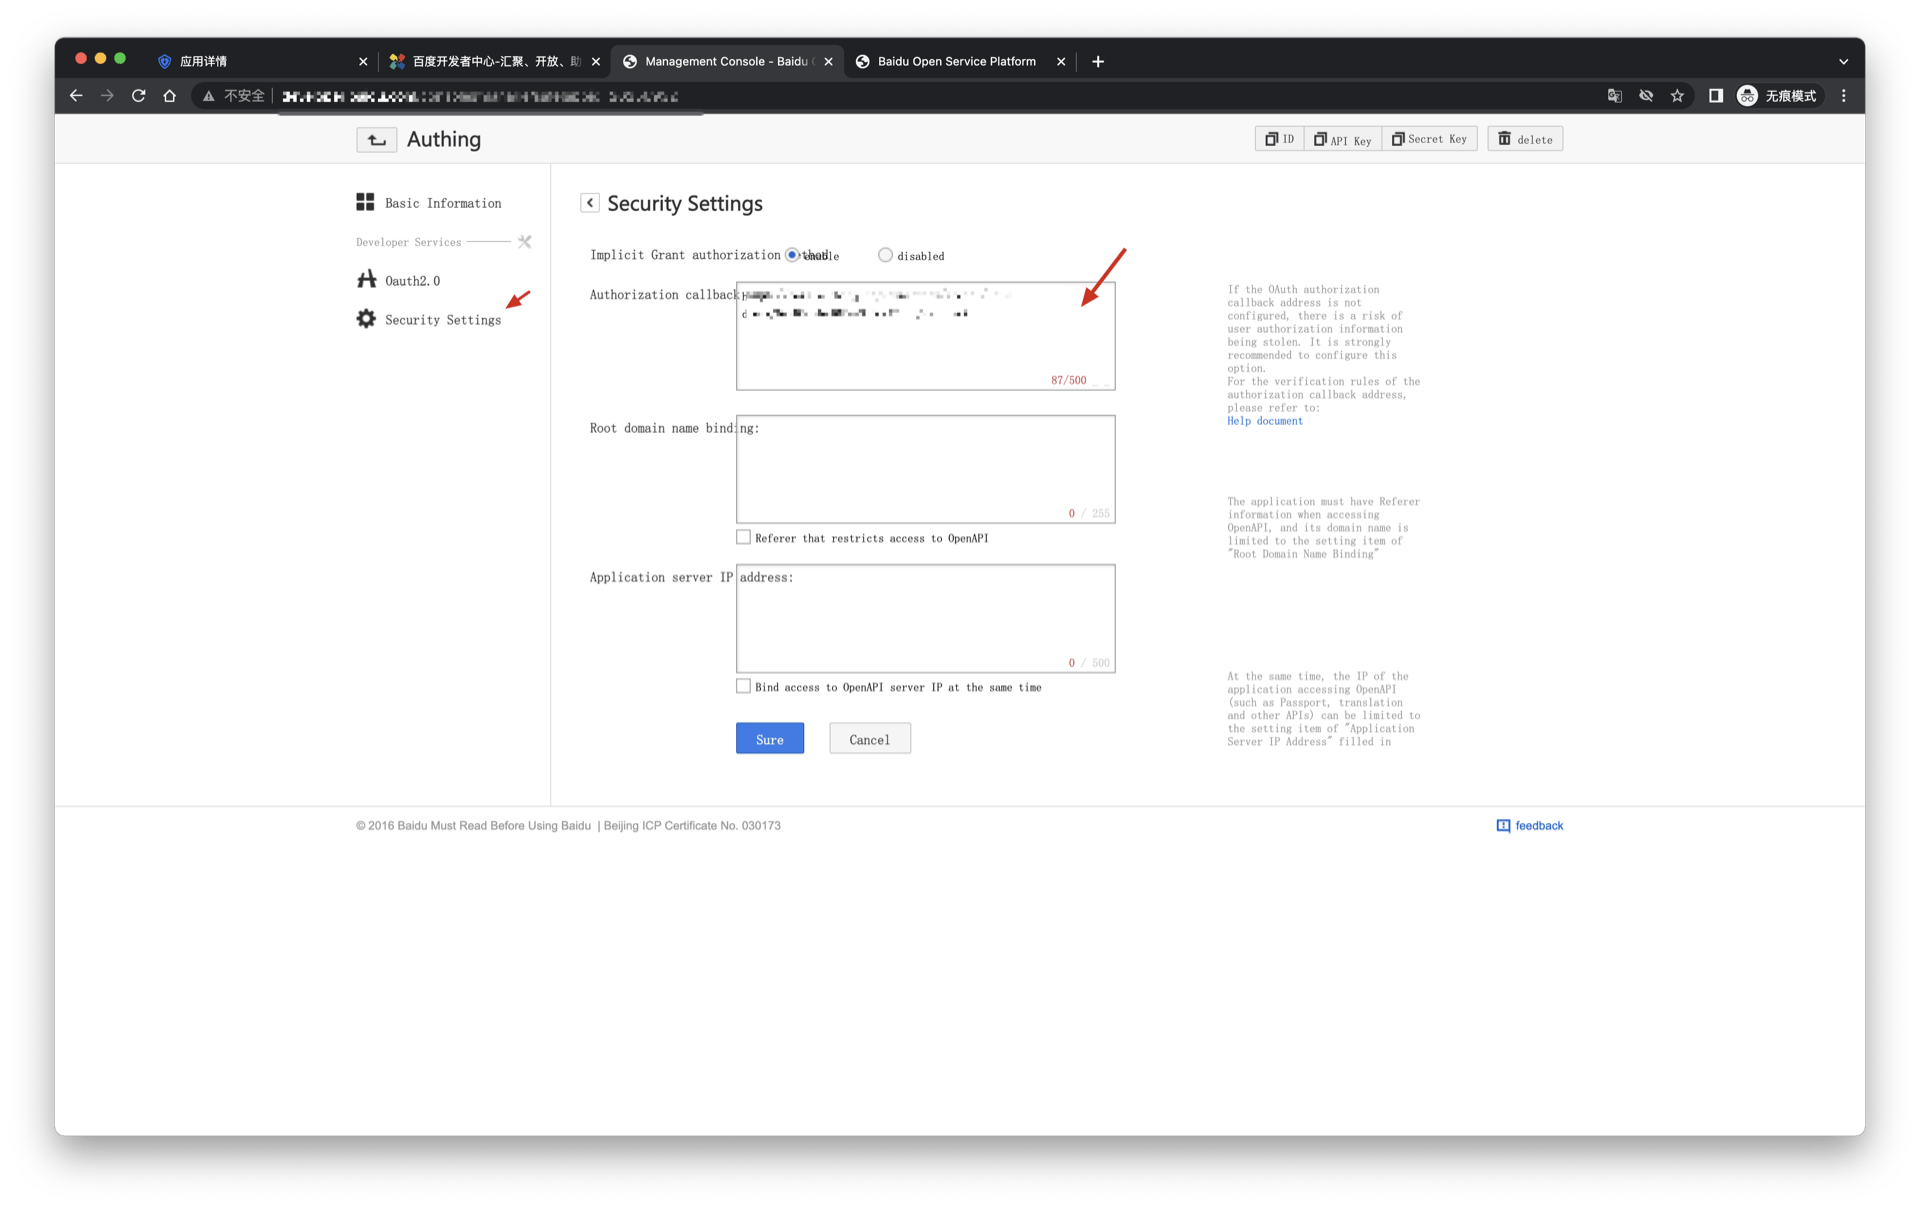 应用详情
百度开发者中心-汇聚、开放、助
Management Console - Baidu
Baidu Open Service Platform
不安全
无痕模式
Authing
ID
API Key
Secret Key
delete
Basic Information
Developer Services
Oauth2.0
Security Settings
Security Settings
Implicit Grant authorization
enable
disabled
Authorization callback
87/500
If the OAuth authorization
callback address is not
configured, there is a risk of
user authorization information
being stolen. It is strongly
recommended to configure this
option.
For the verification rules of the
authorization callback address,
please refer to:
Help document
Root domain name binding:
0 / 255
Referer that restricts access to OpenAPI
The application must have Referer
information when accessing
OpenAPI, and its domain name is
limited to the setting item of
"Root Domain Name Binding"
Application server IP address:
0 / 500
Bind access to OpenAPI server IP at the same time
At the same time, the IP of the
application accessing OpenAPI
(such as Passport, translation
and other APIs) can be limited to
the setting item of "Application
Server IP Address" filled in
Sure
Cancel
© 2016 Baidu Must Read Before Using Baidu | Beijing ICP Certificate No. 030173
feedback